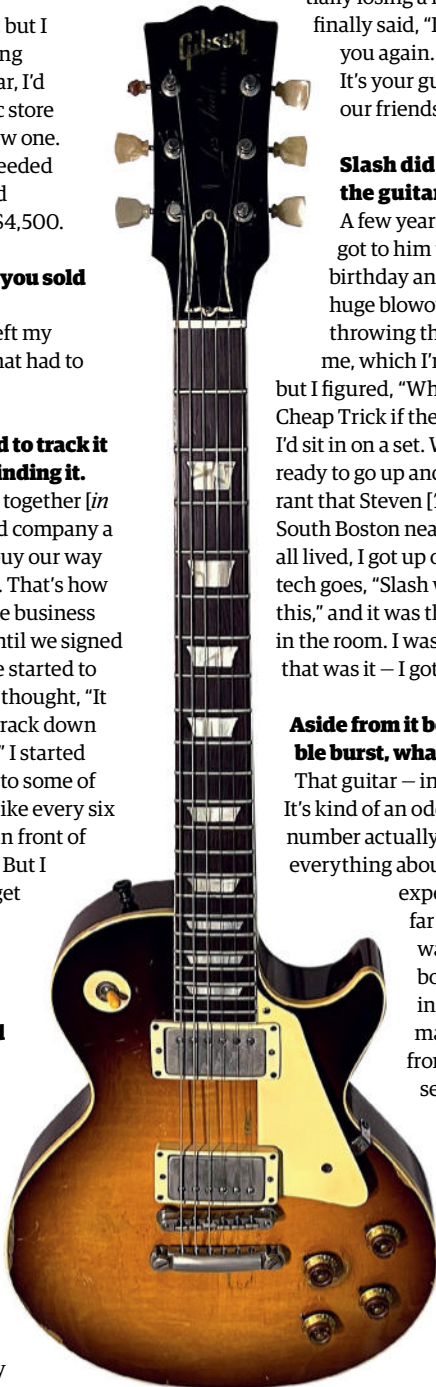 , but I
ng
ar, I’d
c store
w one.
eeded
d
$4,500.
you sold
eft my
hat had to
d to track it
inding it.
together [in
d company a
buy our way
. That’s how
e business
ntil we signed
e started to
thought, “It
rack down
” I started
to some of
ike every six
n front of
But I
get
d
y
Gibson
Les Paul
MODEL
finally said, “I
you again.
It’s your gu
our friends
Slash did
the guitar
A few year
got to him
birthday an
huge blowo
throwing th
me, which I’m
but I figured, “Wh
Cheap Trick if the
I’d sit in on a set. W
ready to go up and
rant that Steven [T
South Boston nea
all lived, I got up o
tech goes, “Slash w
this,” and it was th
in the room. I was
that was it — I got
Aside from it be
ble burst, wha
That guitar — in
It’s kind of an odd
number actually
everything abou
expe
far
wa
bo
in
ma
fron
se